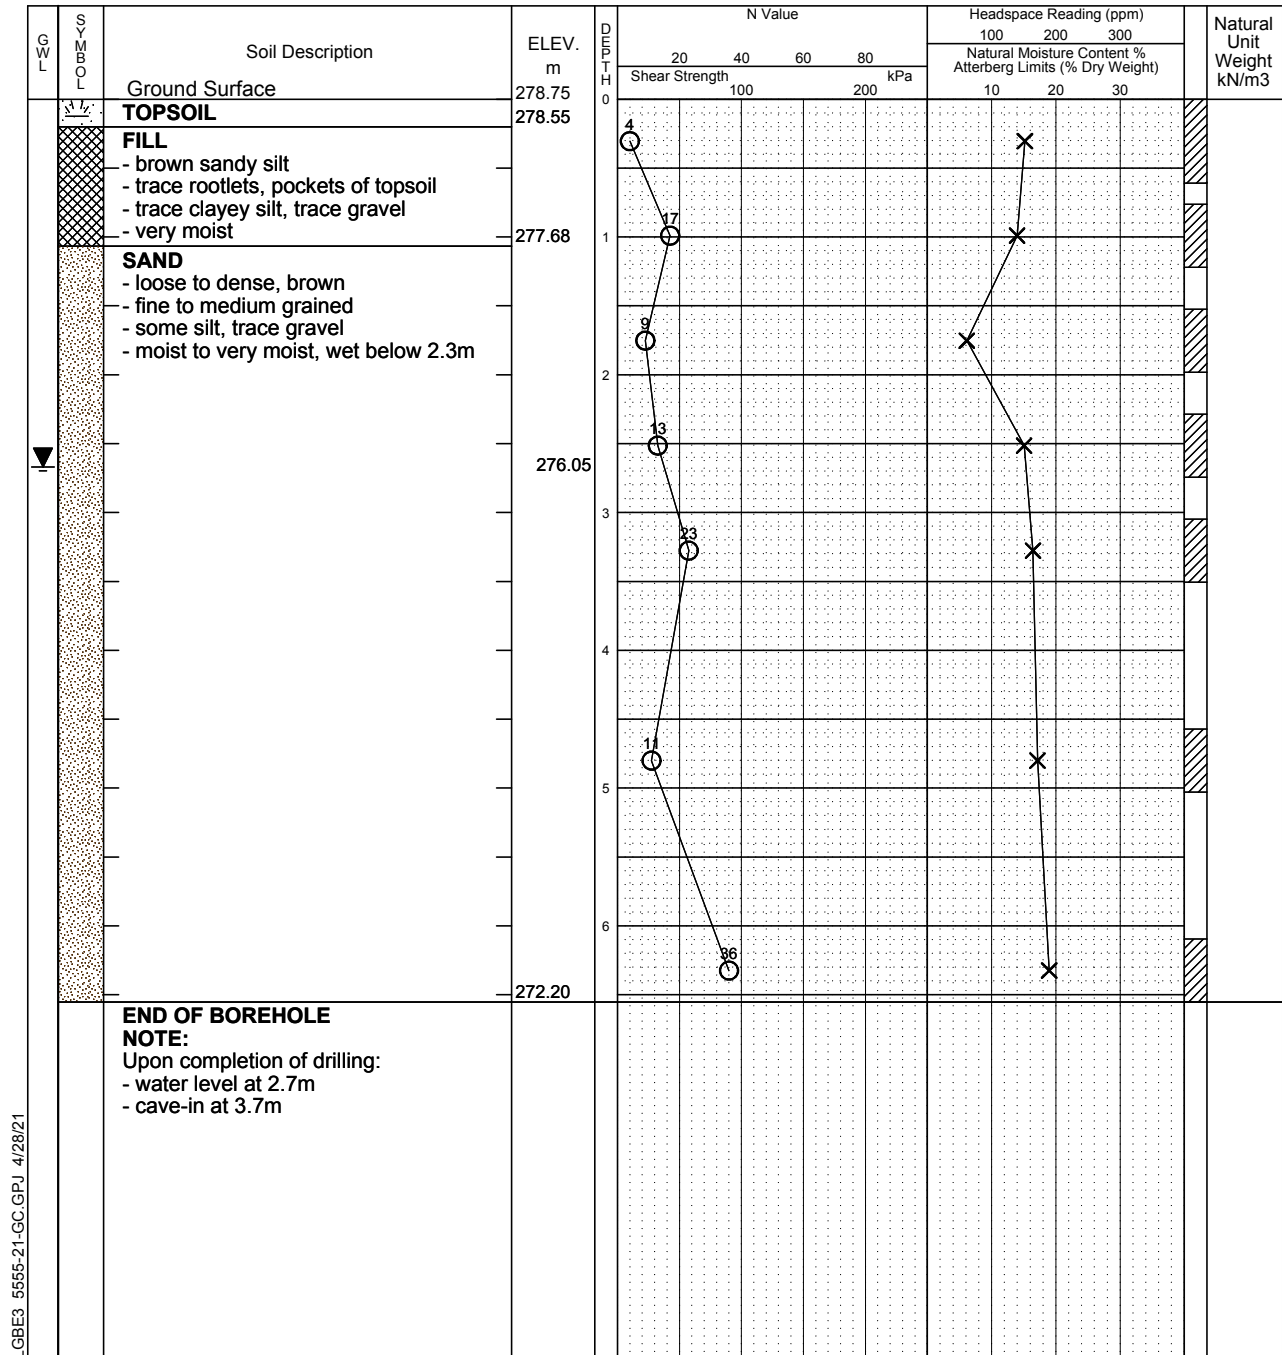 GWL
SYMBOL
Soil Description
Ground Surface
ELEV.
m
278.75
DEPTH
N Value
20 40 60 80
Shear Strength kPa
100 200
Headspace Reading (ppm)
100 200 300
Natural Moisture Content %
Atterberg Limits (% Dry Weight)
10 20 30
Natural
Unit
Weight
kN/m3
0
TOPSOIL
278.55
FILL
- brown sandy silt
- trace rootlets, pockets of topsoil
- trace clayey silt, trace gravel
- very moist
277.68
4
17
1
SAND
- loose to dense, brown
- fine to medium grained
- some silt, trace gravel
- moist to very moist, wet below 2.3m
9
2
13
276.05
3
23
4
11
5
6
36
272.20
END OF BOREHOLE
NOTE:
Upon completion of drilling:
- water level at 2.7m
- cave-in at 3.7m
LGBE3 5555-21-GC.GPJ 4/28/21